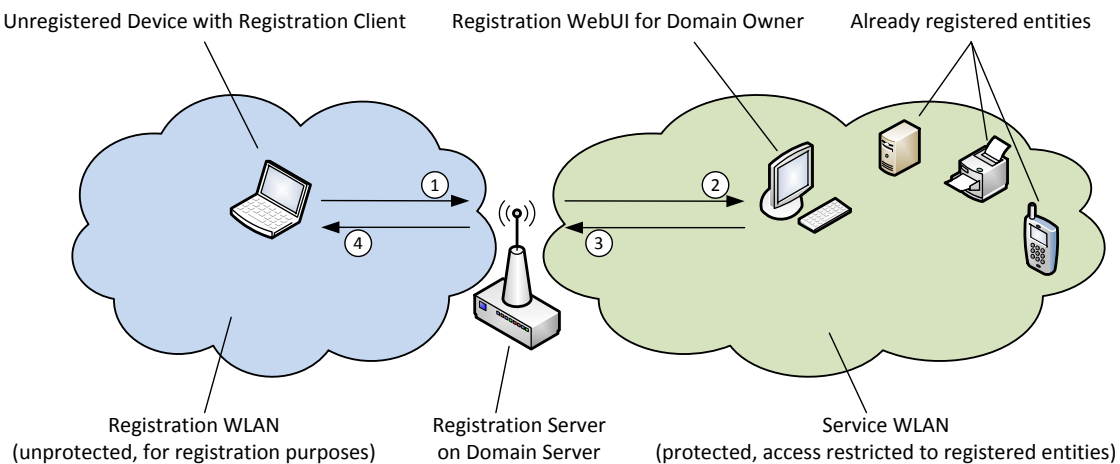 Unregistered Device with Registration Client
Registration WebUI for Domain Owner
Already registered entities
1
2
4
3
Registration WLAN
(unprotected, for registration purposes)
Registration Server
on Domain Server
Service WLAN
(protected, access restricted to registered entities)